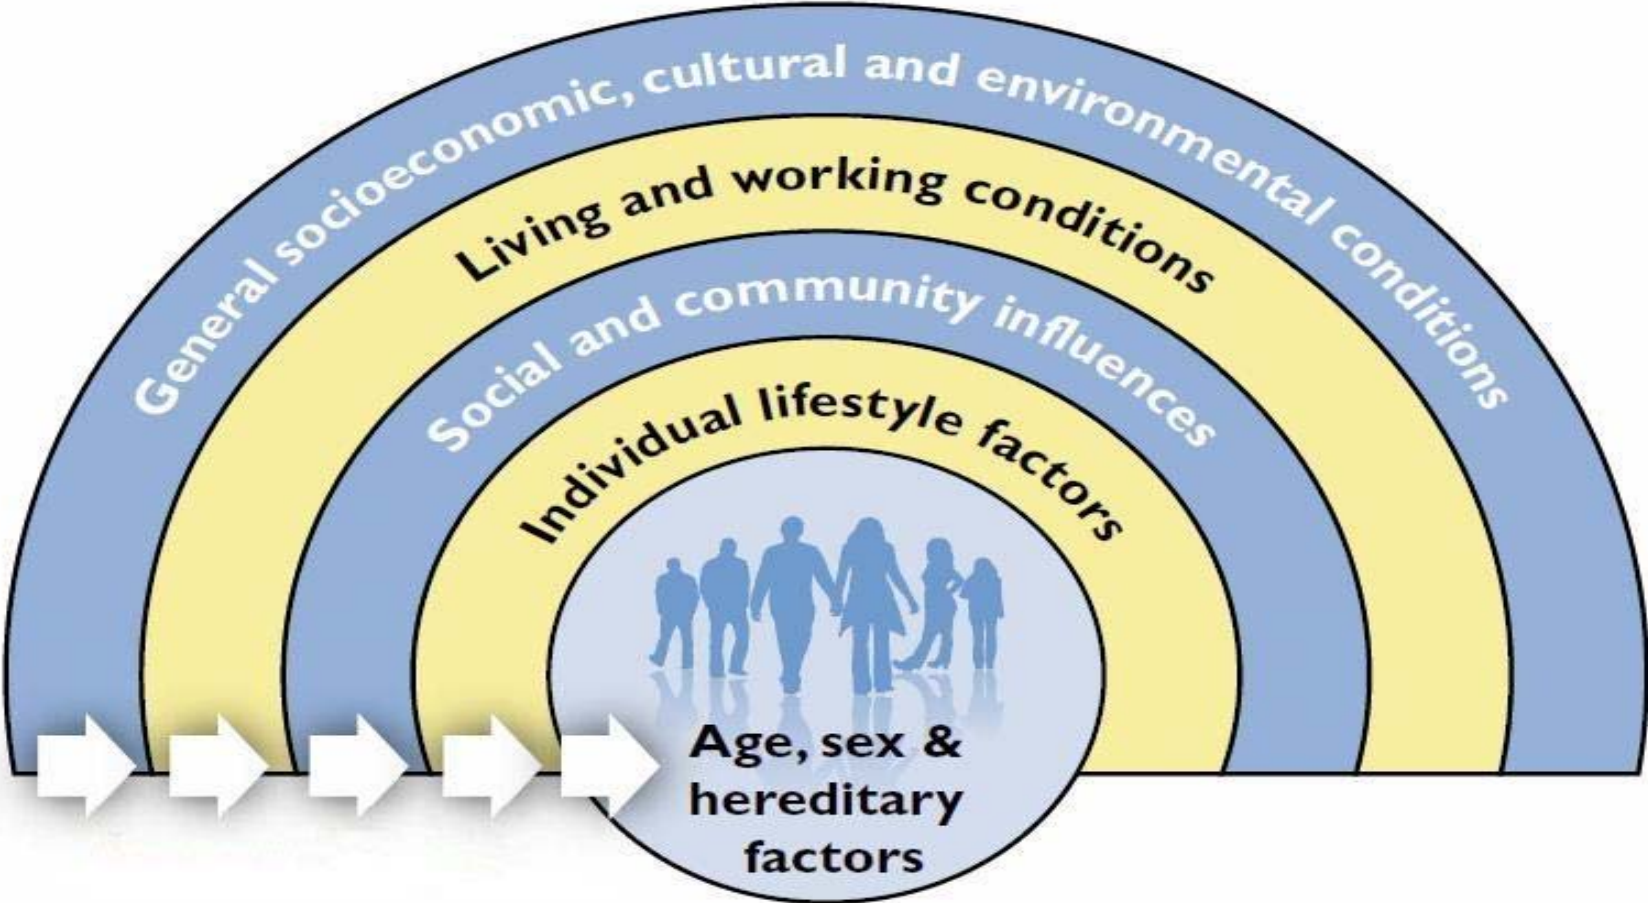 General socioeconomic, cultural and environmental conditions
Living and working conditions
Social and community influences
Individual lifestyle factors
Age, sex &
hereditary
factors